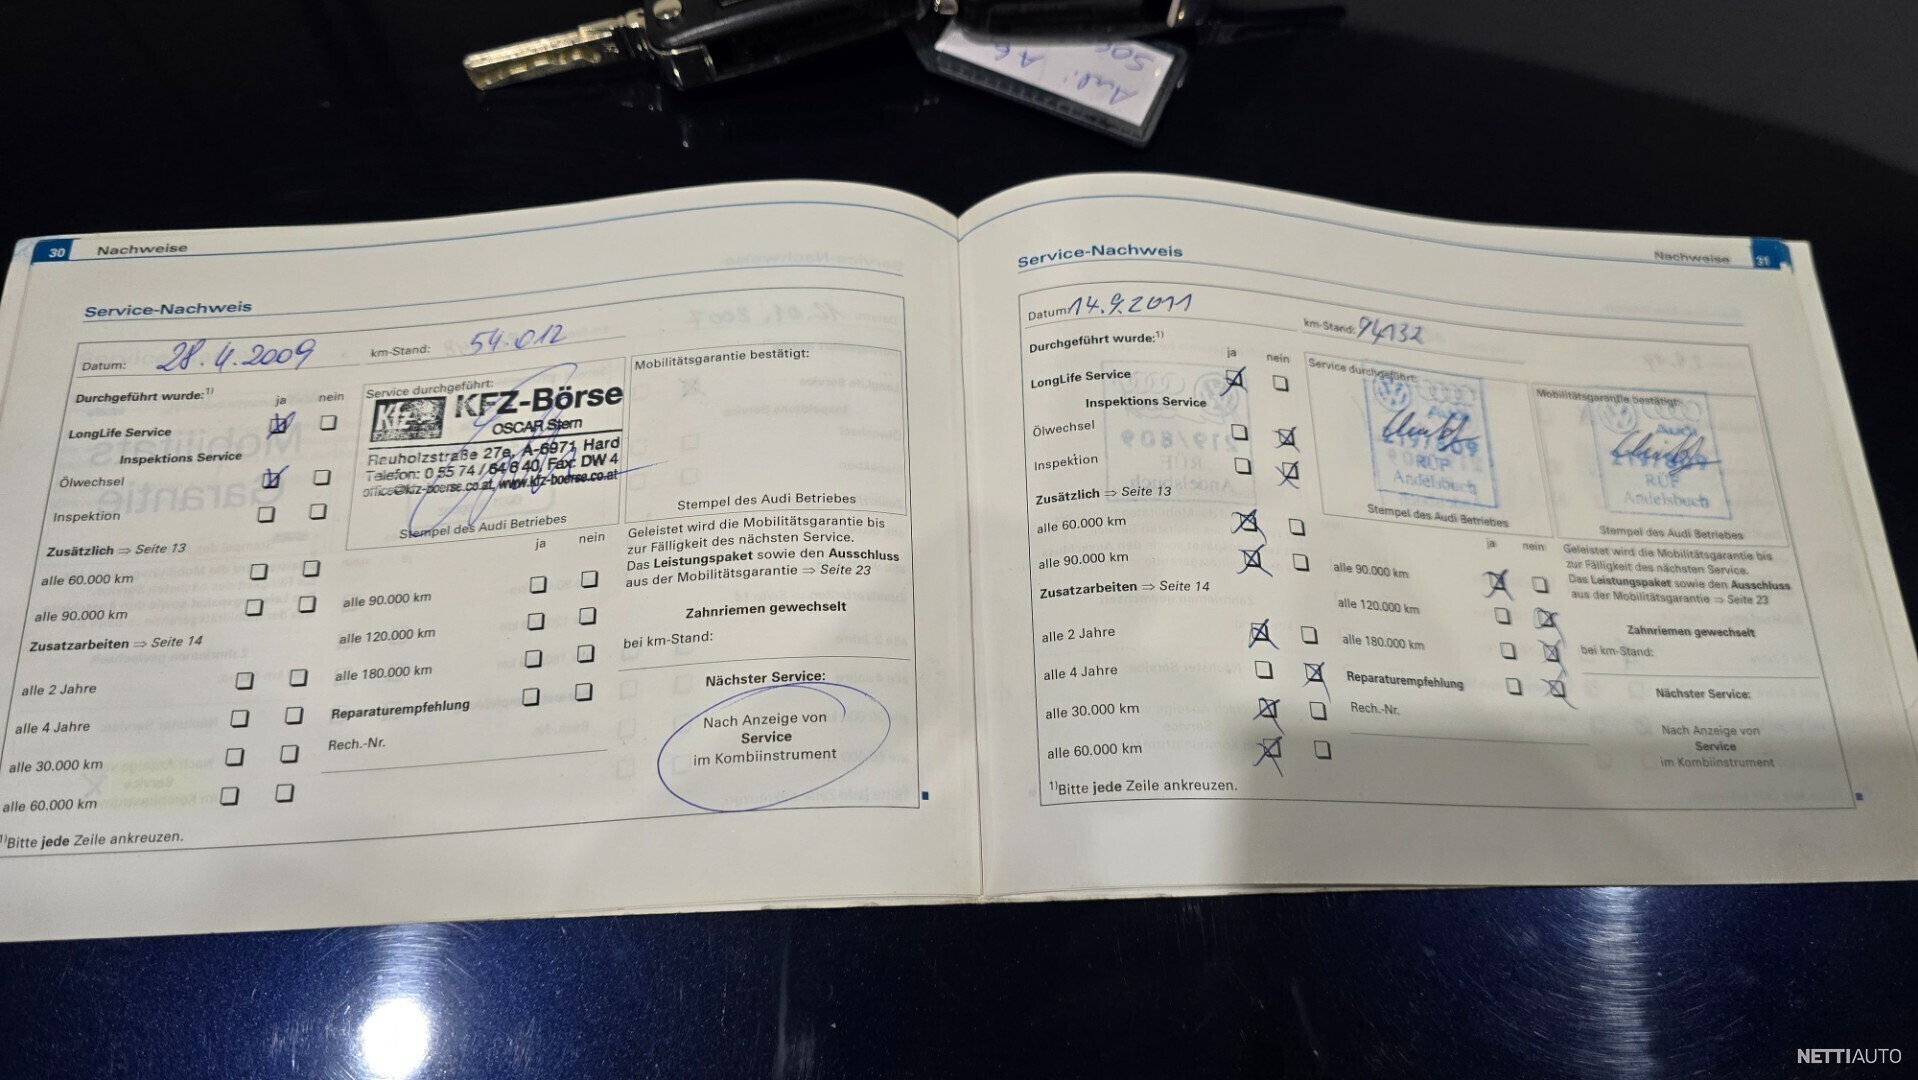 Audi A6
30 Nachweise
Service-Nachweis
Datum: 28.4.2009 km-Stand: 54.012
Durchgeführt wurde:¹⁾
ja nein
LongLife Service
Inspektions Service
Ölwechsel
Inspektion
Zusätzlich ⇒ Seite 13
alle 60.000 km
alle 90.000 km
Zusatzarbeiten ⇒ Seite 14
alle 2 Jahre
alle 4 Jahre
alle 30.000 km
alle 60.000 km
¹⁾Bitte jede Zeile ankreuzen.
Service durchgeführt:
KFZ-Börse
OSCAR Stern
Rauholzstraße 27a, A-6971 Hard
Telefon: 0 55 74 / 64 6 40, Fax: DW 4
office@kfz-boerse.co.at, www.kfz-boerse.co.at
Stempel des Audi Betriebes
ja nein
alle 90.000 km
alle 120.000 km
alle 180.000 km
Reparaturempfehlung
Rech.-Nr.
Mobilitätsgarantie bestätigt:
Stempel des Audi Betriebes
Geleistet wird die Mobilitätsgarantie bis
zur Fälligkeit des nächsten Service.
Das Leistungspaket sowie den Ausschluss
aus der Mobilitätsgarantie ⇒ Seite 23
Zahnriemen gewechselt
bei km-Stand:
Nächster Service:
Nach Anzeige von
Service
im Kombiinstrument
Nachweise 31
Service-Nachweis
Datum: 14.9.2011 km-Stand: 94132
Durchgeführt wurde:¹⁾
ja nein
LongLife Service
Inspektions Service
Ölwechsel
Inspektion
Zusätzlich ⇒ Seite 13
alle 60.000 km
alle 90.000 km
Zusatzarbeiten ⇒ Seite 14
alle 2 Jahre
alle 4 Jahre
alle 30.000 km
alle 60.000 km
¹⁾Bitte jede Zeile ankreuzen.
Service durchgeführt:
Audi
RÜF
Andelsbuch
Stempel des Audi Betriebes
ja nein
alle 90.000 km
alle 120.000 km
alle 180.000 km
Reparaturempfehlung
Rech.-Nr.
Mobilitätsgarantie bestätigt:
Audi
RÜF
Andelsbuch
Stempel des Audi Betriebes
Geleistet wird die Mobilitätsgarantie bis
zur Fälligkeit des nächsten Service.
Das Leistungspaket sowie den Ausschluss
aus der Mobilitätsgarantie ⇒ Seite 23
Zahnriemen gewechselt
bei km-Stand:
Nächster Service:
Nach Anzeige von
Service
im Kombiinstrument
NETTIAUTO